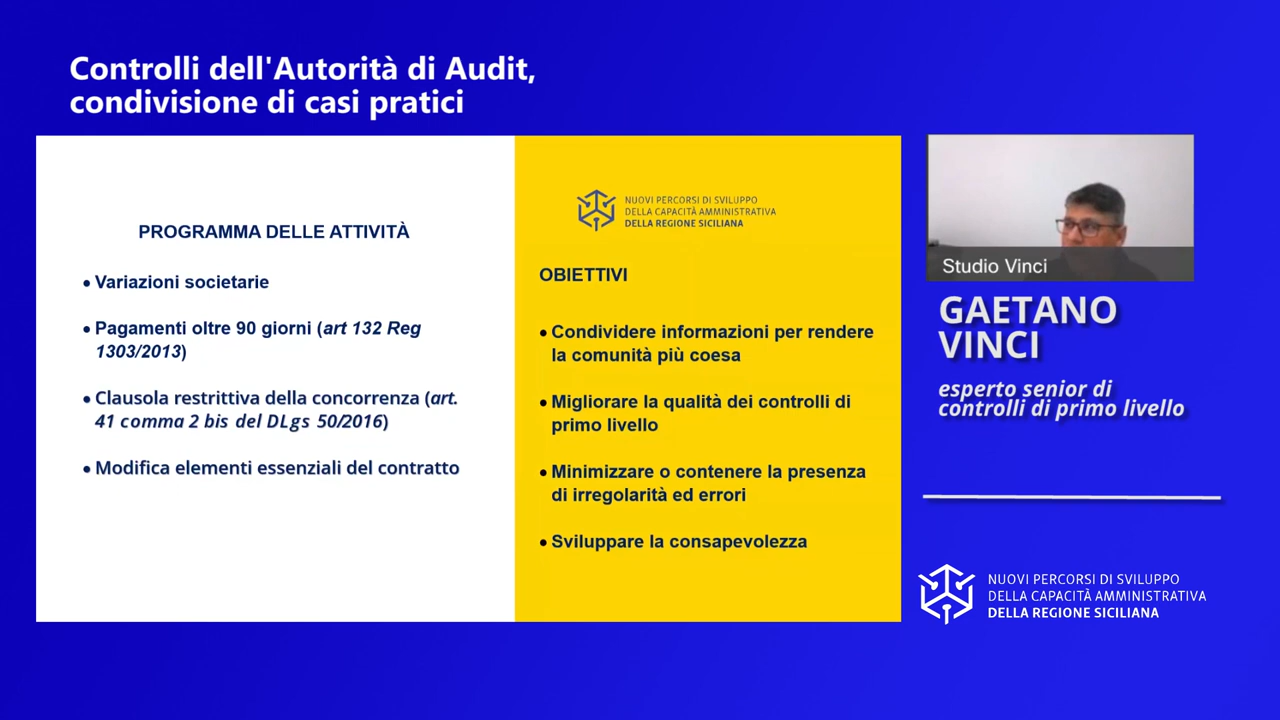 Controlli dell'Autorità di Audit,
condivisione di casi pratici
PROGRAMMA DELLE ATTIVITÀ
• Variazioni societarie
• Pagamenti oltre 90 giorni (art 132 Reg
1303/2013)
• Clausola restrittiva della concorrenza (art.
41 comma 2 bis del DLgs 50/2016)
• Modifica elementi essenziali del contratto
NUOVI PERCORSI DI SVILUPPO
DELLA CAPACITÀ AMMINISTRATIVA
DELLA REGIONE SICILIANA
OBIETTIVI
• Condividere informazioni per rendere
la comunità più coesa
• Migliorare la qualità dei controlli di
primo livello
• Minimizzare o contenere la presenza
di irregolarità ed errori
• Sviluppare la consapevolezza
Studio Vinci
GAETANO
VINCI
esperto senior di
controlli di primo livello
NUOVI PERCORSI DI SVILUPPO
DELLA CAPACITÀ AMMINISTRATIVA
DELLA REGIONE SICILIANA